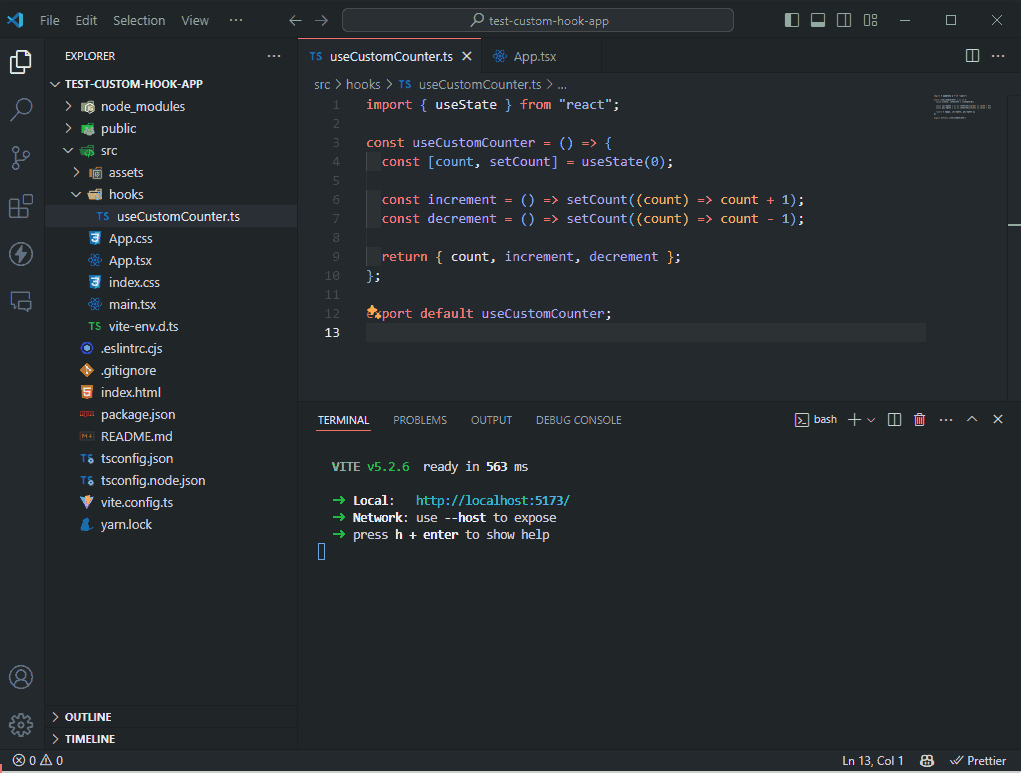 File Edit Selection View ··· test-custom-hook-app
EXPLORER ···
TEST-CUSTOM-HOOK-APP
node_modules
public
src
assets
hooks
TS useCustomCounter.ts
App.css
App.tsx
index.css
main.tsx
TS vite-env.d.ts
.eslintrc.cjs
.gitignore
index.html
package.json
README.md
tsconfig.json
tsconfig.node.json
vite.config.ts
yarn.lock
OUTLINE
TIMELINE
TS useCustomCounter.ts App.tsx
src > hooks > TS useCustomCounter.ts > ...
1 import { useState } from "react";
2
3 const useCustomCounter = () => {
4 const [count, setCount] = useState(0);
5
6 const increment = () => setCount((count) => count + 1);
7 const decrement = () => setCount((count) => count - 1);
8
9 return { count, increment, decrement };
10 };
11
12 export default useCustomCounter;
13
TERMINAL PROBLEMS OUTPUT DEBUG CONSOLE bash
VITE v5.2.6 ready in 563 ms
➜ Local: http://localhost:5173/
➜ Network: use --host to expose
➜ press h + enter to show help
0 0 Ln 13, Col 1 Prettier